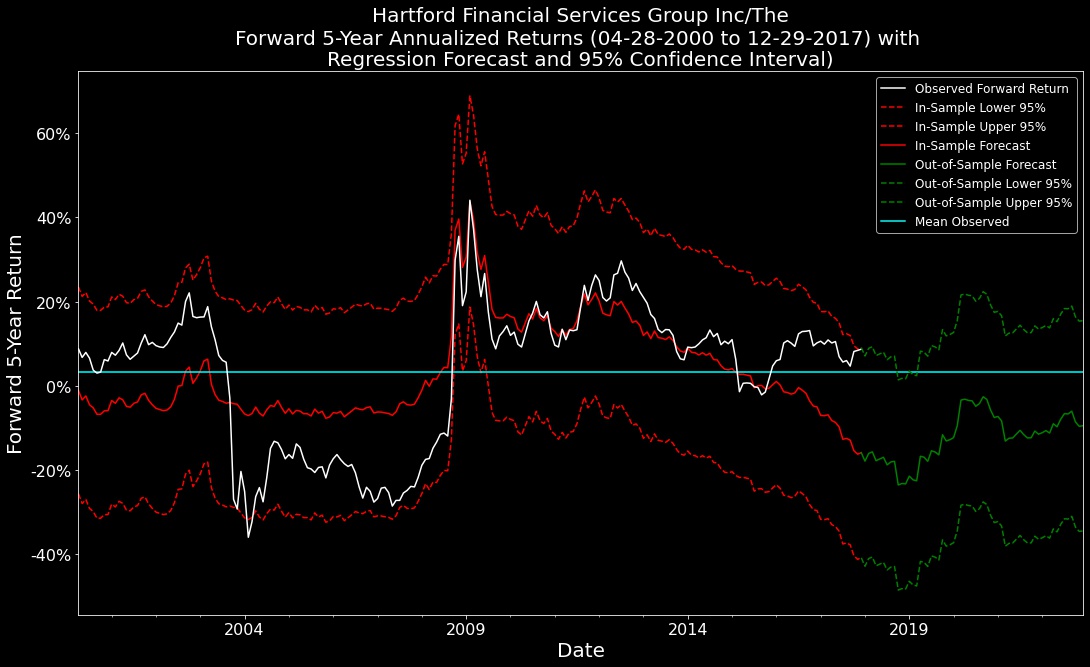 Hartford Financial Services Group Inc/The
Forward 5-Year Annualized Returns (04-28-2000 to 12-29-2017) with
Regression Forecast and 95% Confidence Interval)
Observed Forward Return
In-Sample Lower 95%
In-Sample Upper 95%
In-Sample Forecast
Out-of-Sample Forecast
Out-of-Sample Lower 95%
Out-of-Sample Upper 95%
Mean Observed
Forward 5-Year Return
60%
40%
20%
0%
-20%
-40%
2004
2009
2014
2019
Date